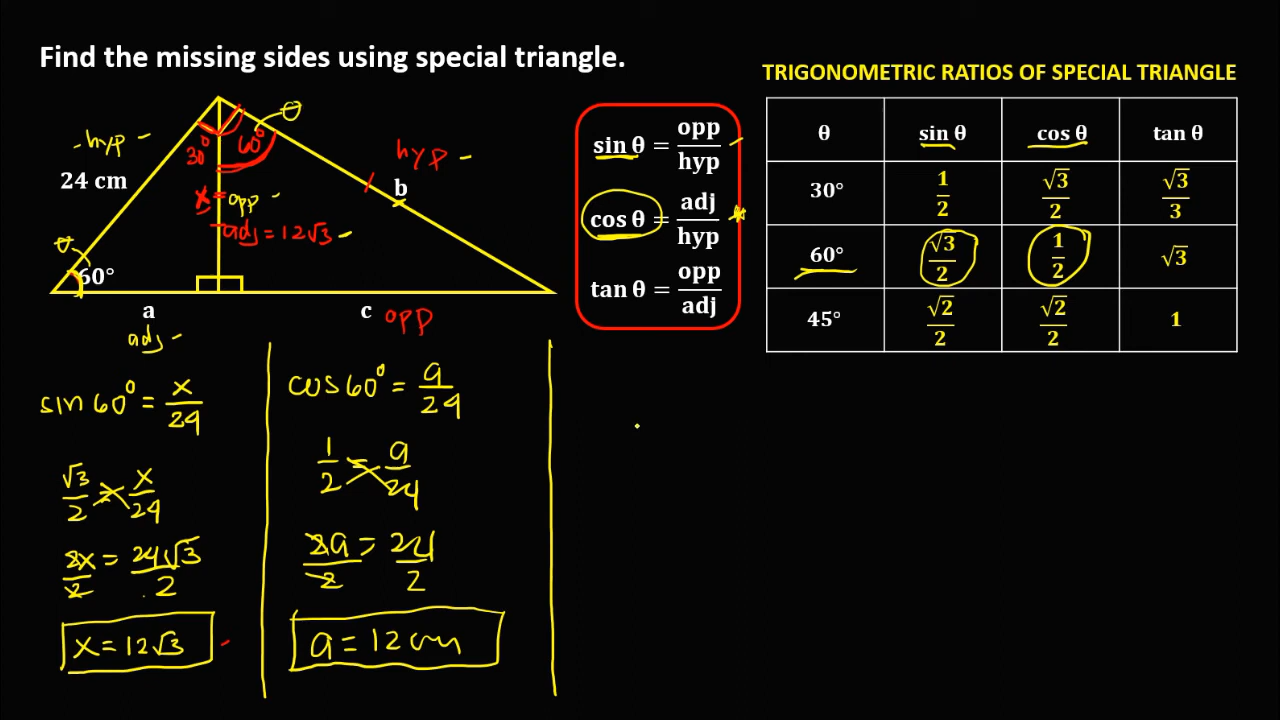 Find the missing sides using special triangle.
θ
hyp
24 cm
30°
60°
hyp
b
x = opp
adj = 12√3
θ
60°
a
adj
c
opp
sin θ = opp/hyp
cos θ = adj/hyp
tan θ = opp/adj
TRIGONOMETRIC RATIOS OF SPECIAL TRIANGLE
θ sin θ cos θ tan θ
30° 1/2 √3/2 √3/3
60° √3/2 1/2 √3
45° √2/2 √2/2 1
sin 60° = x/24
√3/2 = x/24
2x/2 = 24√3/2
x = 12√3
cos 60° = a/24
1/2 = a/24
2a/2 = 24/2
a = 12 cm